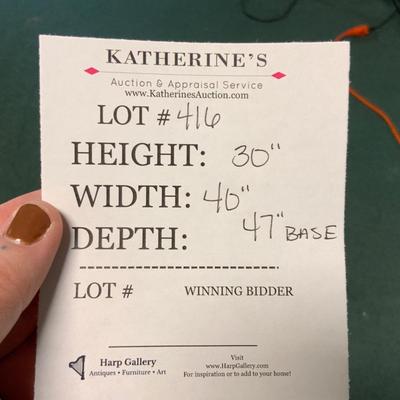 KATHERINE'S
Auction & Appraisal Service
www.KatherinesAuction.com
LOT # 416
HEIGHT: 30"
WIDTH: 40"
DEPTH: 47" BASE
LOT # WINNING BIDDER
Harp Gallery
Antiques • Furniture • Art
Visit
www.HarpGallery.com
For inspiration or to add to your home!